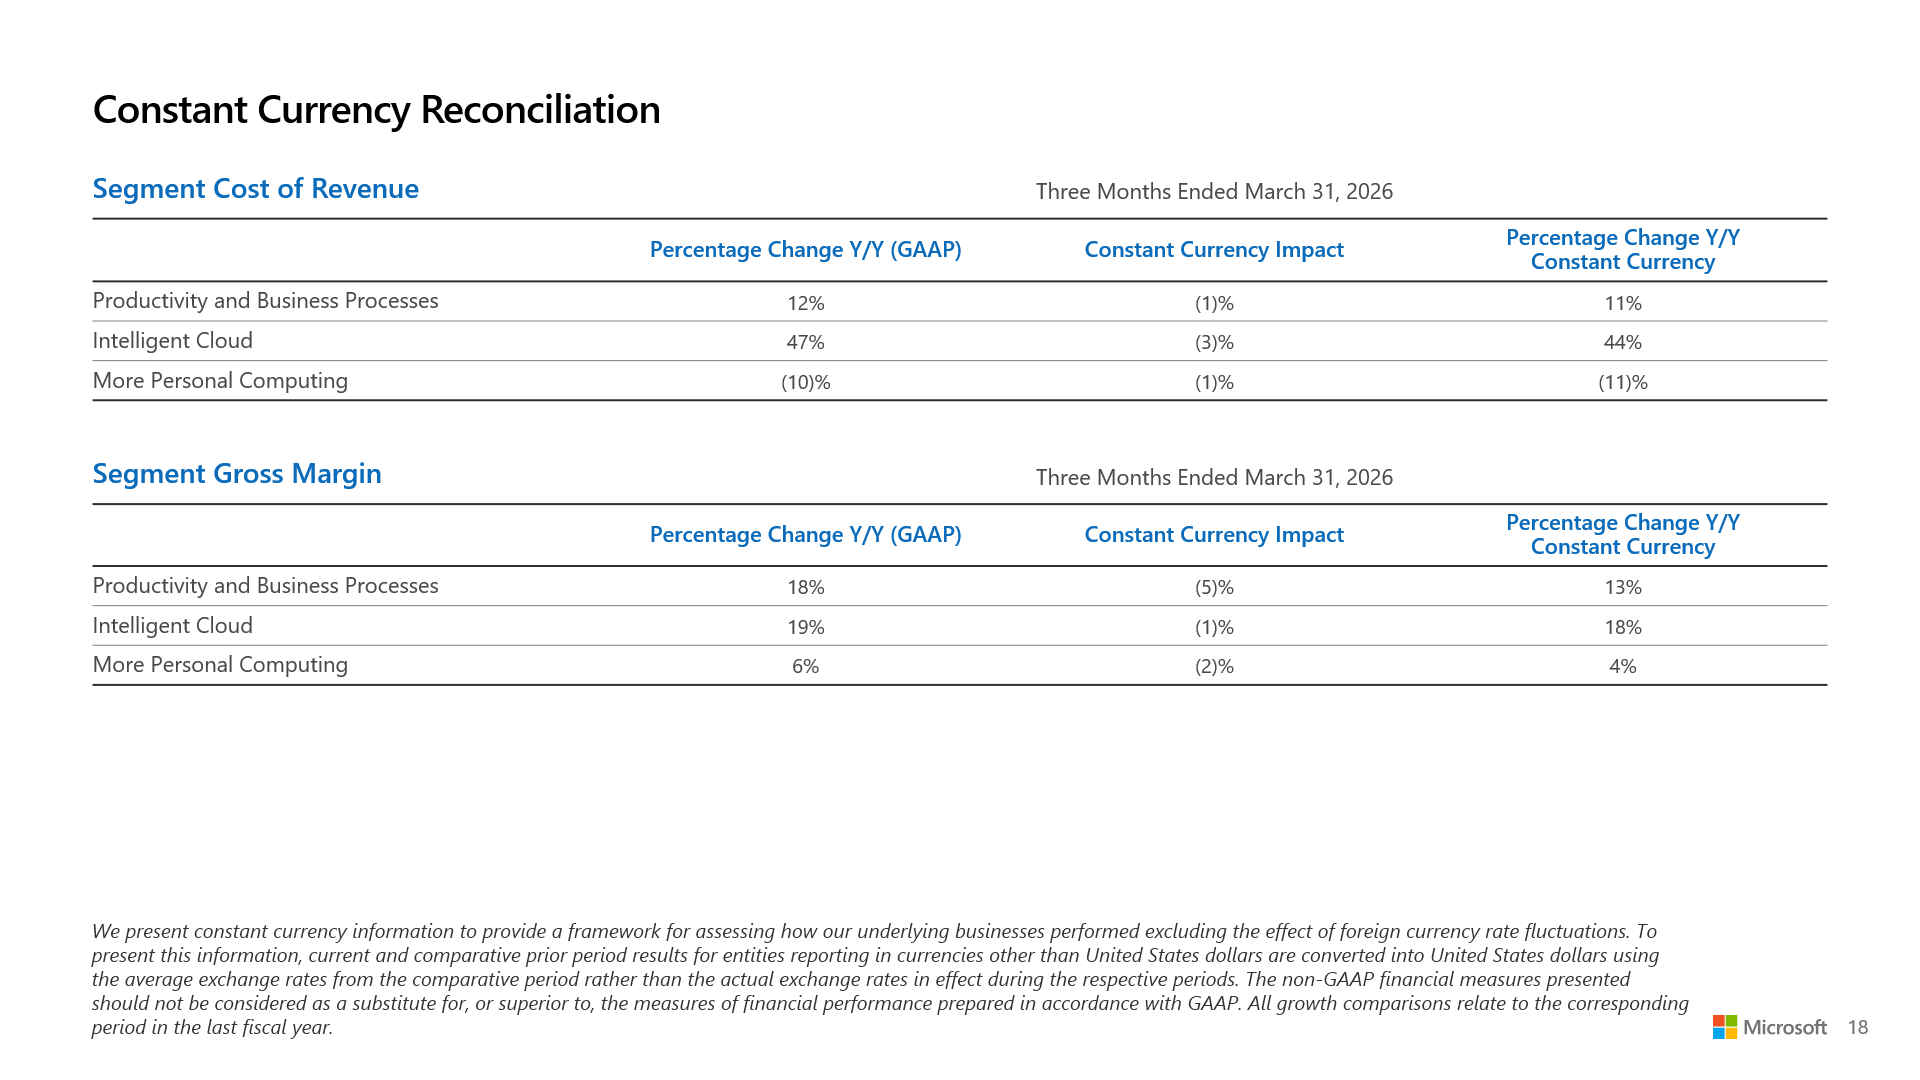 Constant Currency Reconciliation
Segment Cost of Revenue
Three Months Ended March 31, 2026
Percentage Change Y/Y (GAAP) Constant Currency Impact Percentage Change Y/Y
Constant Currency
Productivity and Business Processes 12% (1)% 11%
Intelligent Cloud 47% (3)% 44%
More Personal Computing (10)% (1)% (11)%
Segment Gross Margin
Three Months Ended March 31, 2026
Percentage Change Y/Y (GAAP) Constant Currency Impact Percentage Change Y/Y
Constant Currency
Productivity and Business Processes 18% (5)% 13%
Intelligent Cloud 19% (1)% 18%
More Personal Computing 6% (2)% 4%
We present constant currency information to provide a framework for assessing how our underlying businesses performed excluding the effect of foreign currency rate fluctuations. To
present this information, current and comparative prior period results for entities reporting in currencies other than United States dollars are converted into United States dollars using
the average exchange rates from the comparative period rather than the actual exchange rates in effect during the respective periods. The non-GAAP financial measures presented
should not be considered as a substitute for, or superior to, the measures of financial performance prepared in accordance with GAAP. All growth comparisons relate to the corresponding
period in the last fiscal year.
Microsoft 18